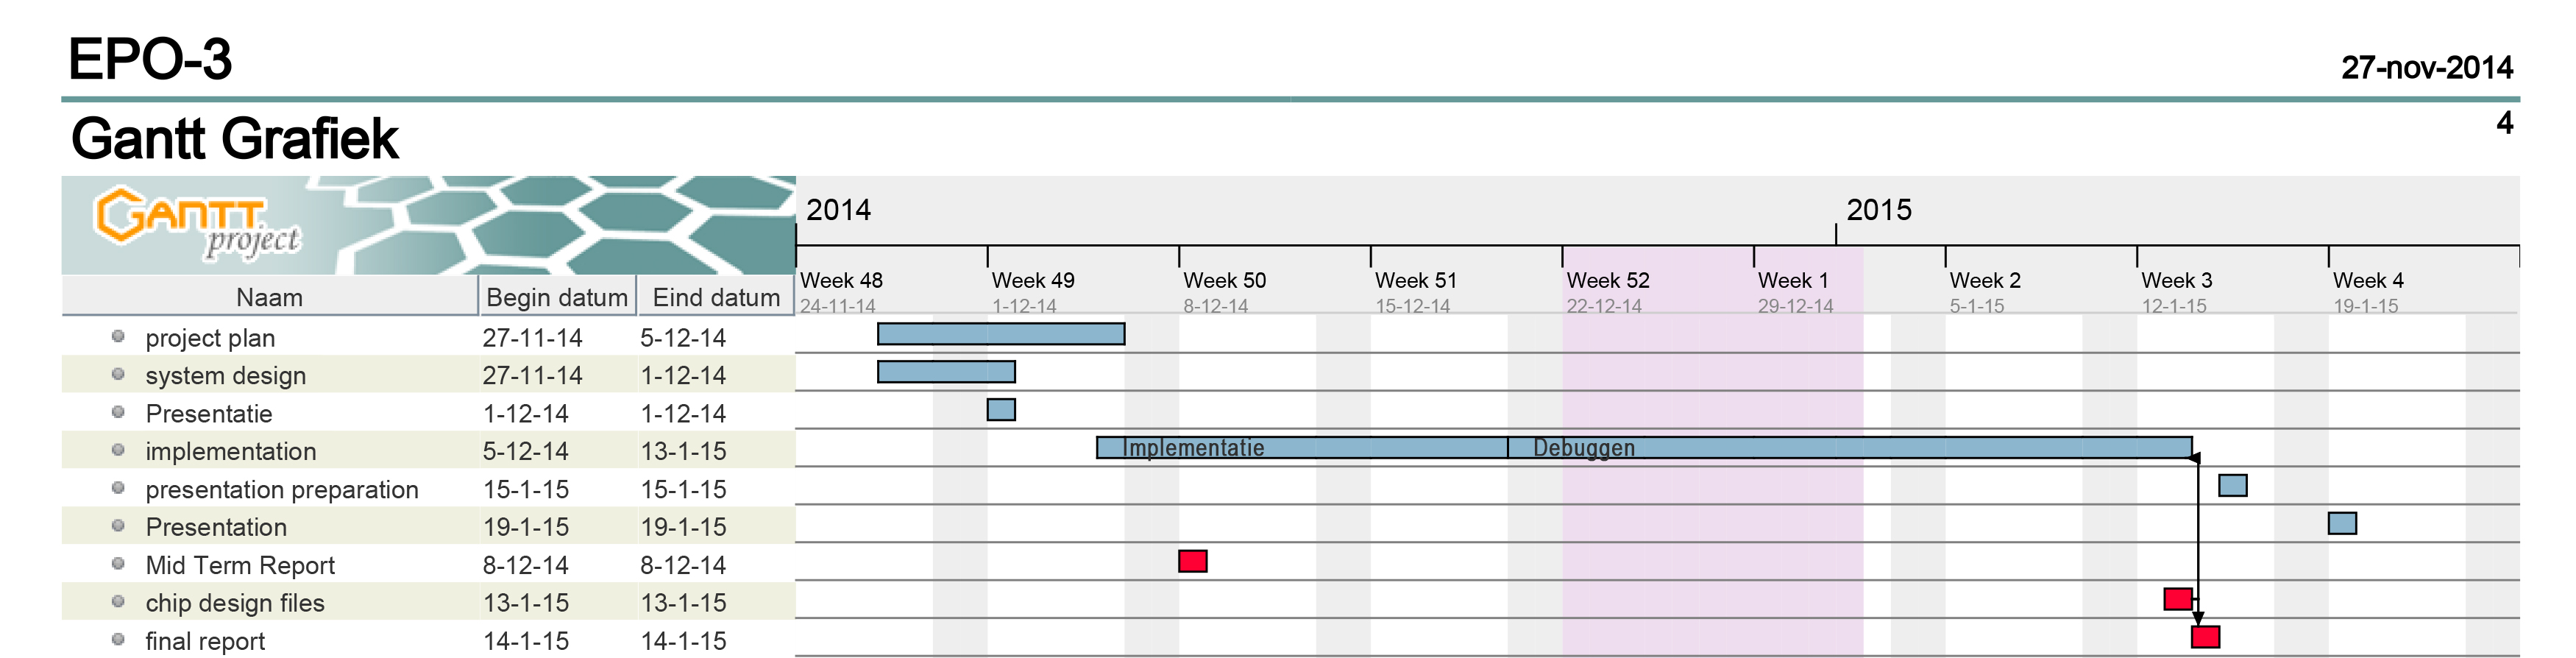 EPO-3
27-nov-2014
Gantt Grafiek
4
GANTT
project
2014 2015
Naam Begin datum Eind datum
Week 48 Week 49 Week 50 Week 51 Week 52 Week 1 Week 2 Week 3 Week 4
24-11-14 1-12-14 8-12-14 15-12-14 22-12-14 29-12-14 5-1-15 12-1-15 19-1-15
project plan 27-11-14 5-12-14
system design 27-11-14 1-12-14
Presentatie 1-12-14 1-12-14
implementation 5-12-14 13-1-15 Implementatie Debuggen
presentation preparation 15-1-15 15-1-15
Presentation 19-1-15 19-1-15
Mid Term Report 8-12-14 8-12-14
chip design files 13-1-15 13-1-15
final report 14-1-15 14-1-15